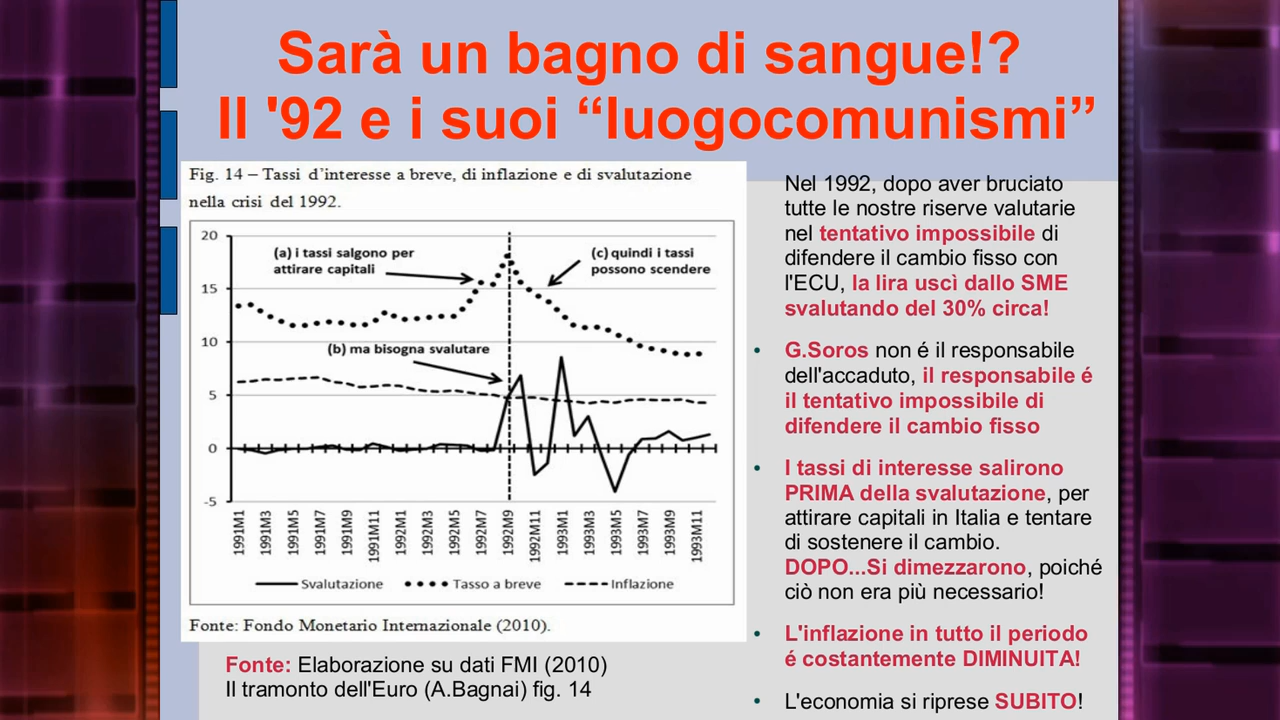 Sarà un bagno di sangue!?
Il '92 e i suoi “luogocomunismi”
Fig. 14 – Tassi d’interesse a breve, di inflazione e di svalutazione
nella crisi del 1992.
20
15
10
5
0
-5
(a) i tassi salgono per
attirare capitali
(c) quindi i tassi
possono scendere
(b) ma bisogna svalutare
1991M1
1991M3
1991M5
1991M7
1991M9
1991M11
1992M1
1992M3
1992M5
1992M7
1992M9
1992M11
1993M1
1993M3
1993M5
1993M7
1993M9
1993M11
Svalutazione
Tasso a breve
Inflazione
Fonte: Fondo Monetario Internazionale (2010).
Fonte: Elaborazione su dati FMI (2010)
Il tramonto dell'Euro (A.Bagnai) fig. 14
Nel 1992, dopo aver bruciato
tutte le nostre riserve valutarie
nel tentativo impossibile di
difendere il cambio fisso con
l'ECU, la lira uscì dallo SME
svalutando del 30% circa!
• G.Soros non é il responsabile
dell'accaduto, il responsabile é
il tentativo impossibile di
difendere il cambio fisso
• I tassi di interesse salirono
PRIMA della svalutazione, per
attirare capitali in Italia e tentare
di sostenere il cambio.
DOPO...Si dimezzarono, poiché
ciò non era più necessario!
• L'inflazione in tutto il periodo
é costantemente DIMINUITA!
• L'economia si riprese SUBITO!